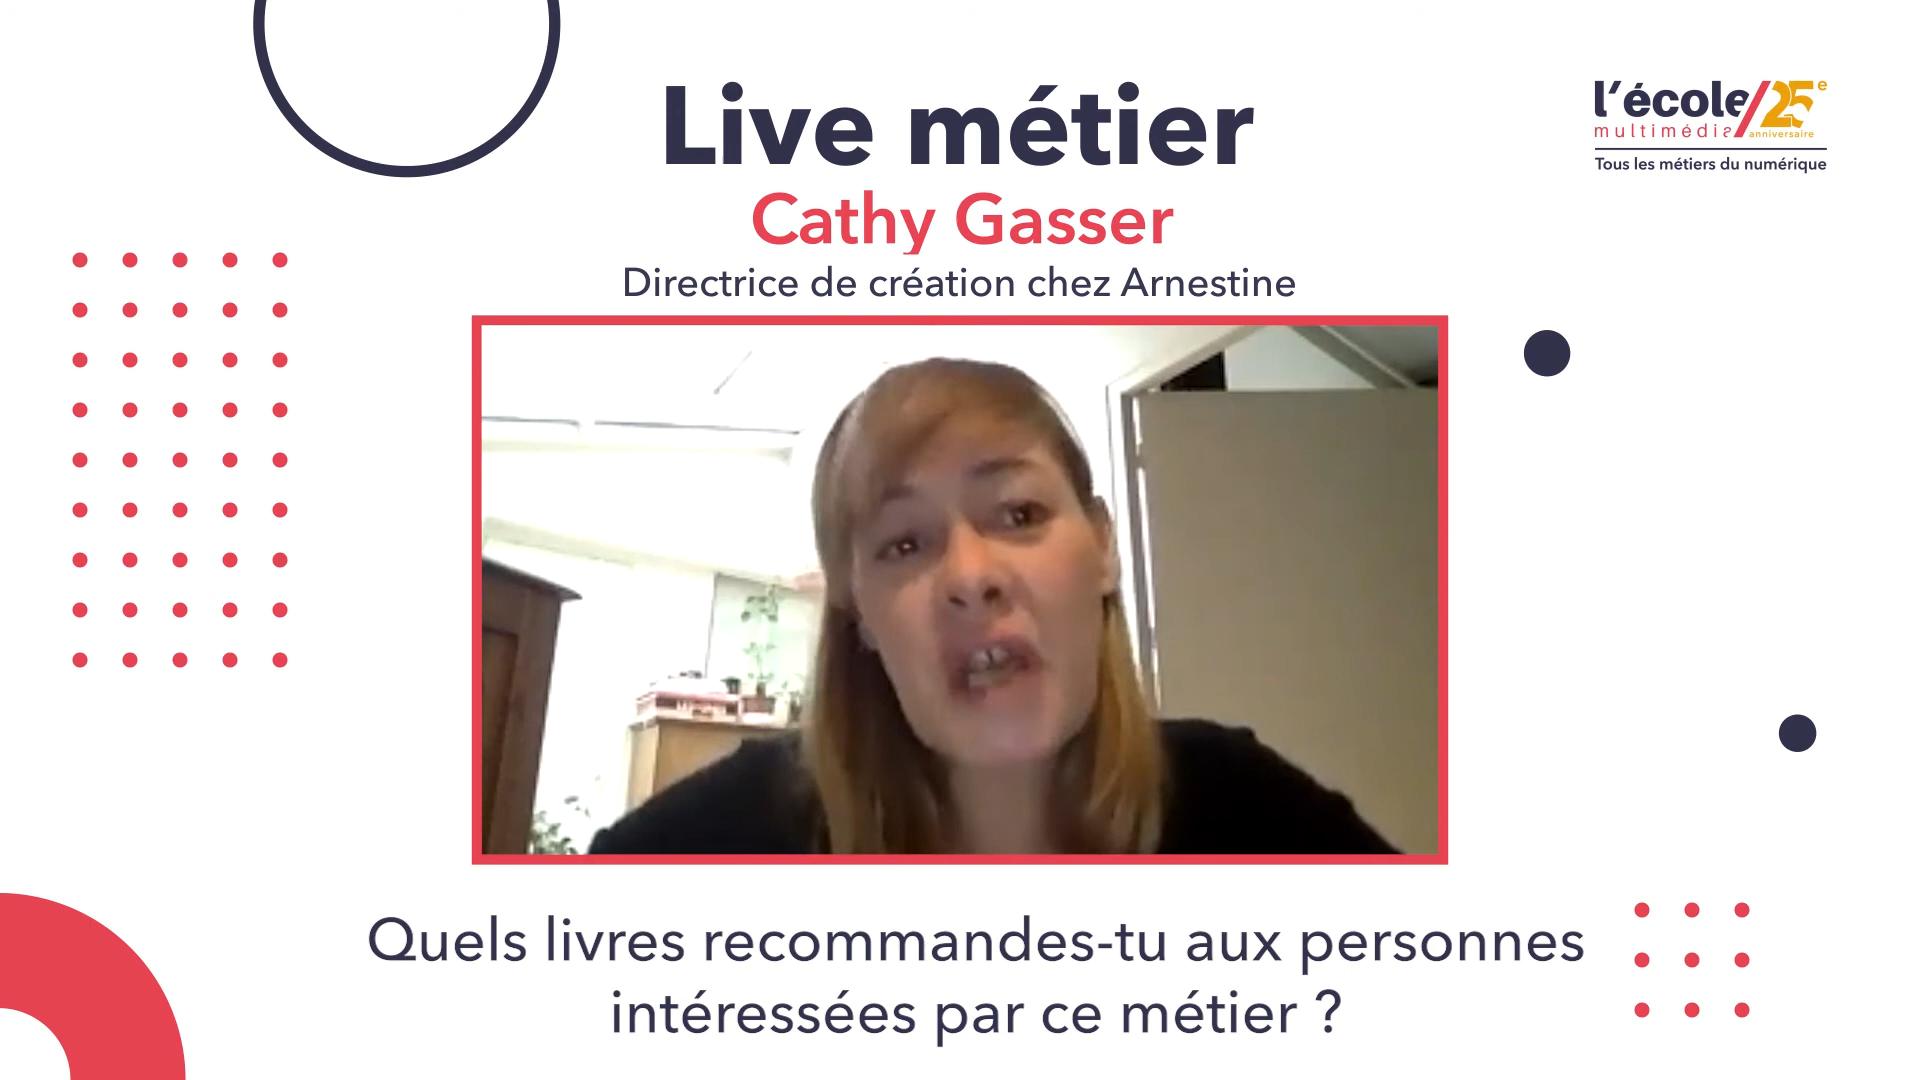 Live métier
Cathy Gasser
Directrice de création chez Arnestine
l'école/25e
multimédia anniversaire
Tous les métiers du numérique
Quels livres recommandes-tu aux personnes
intéressées par ce métier ?